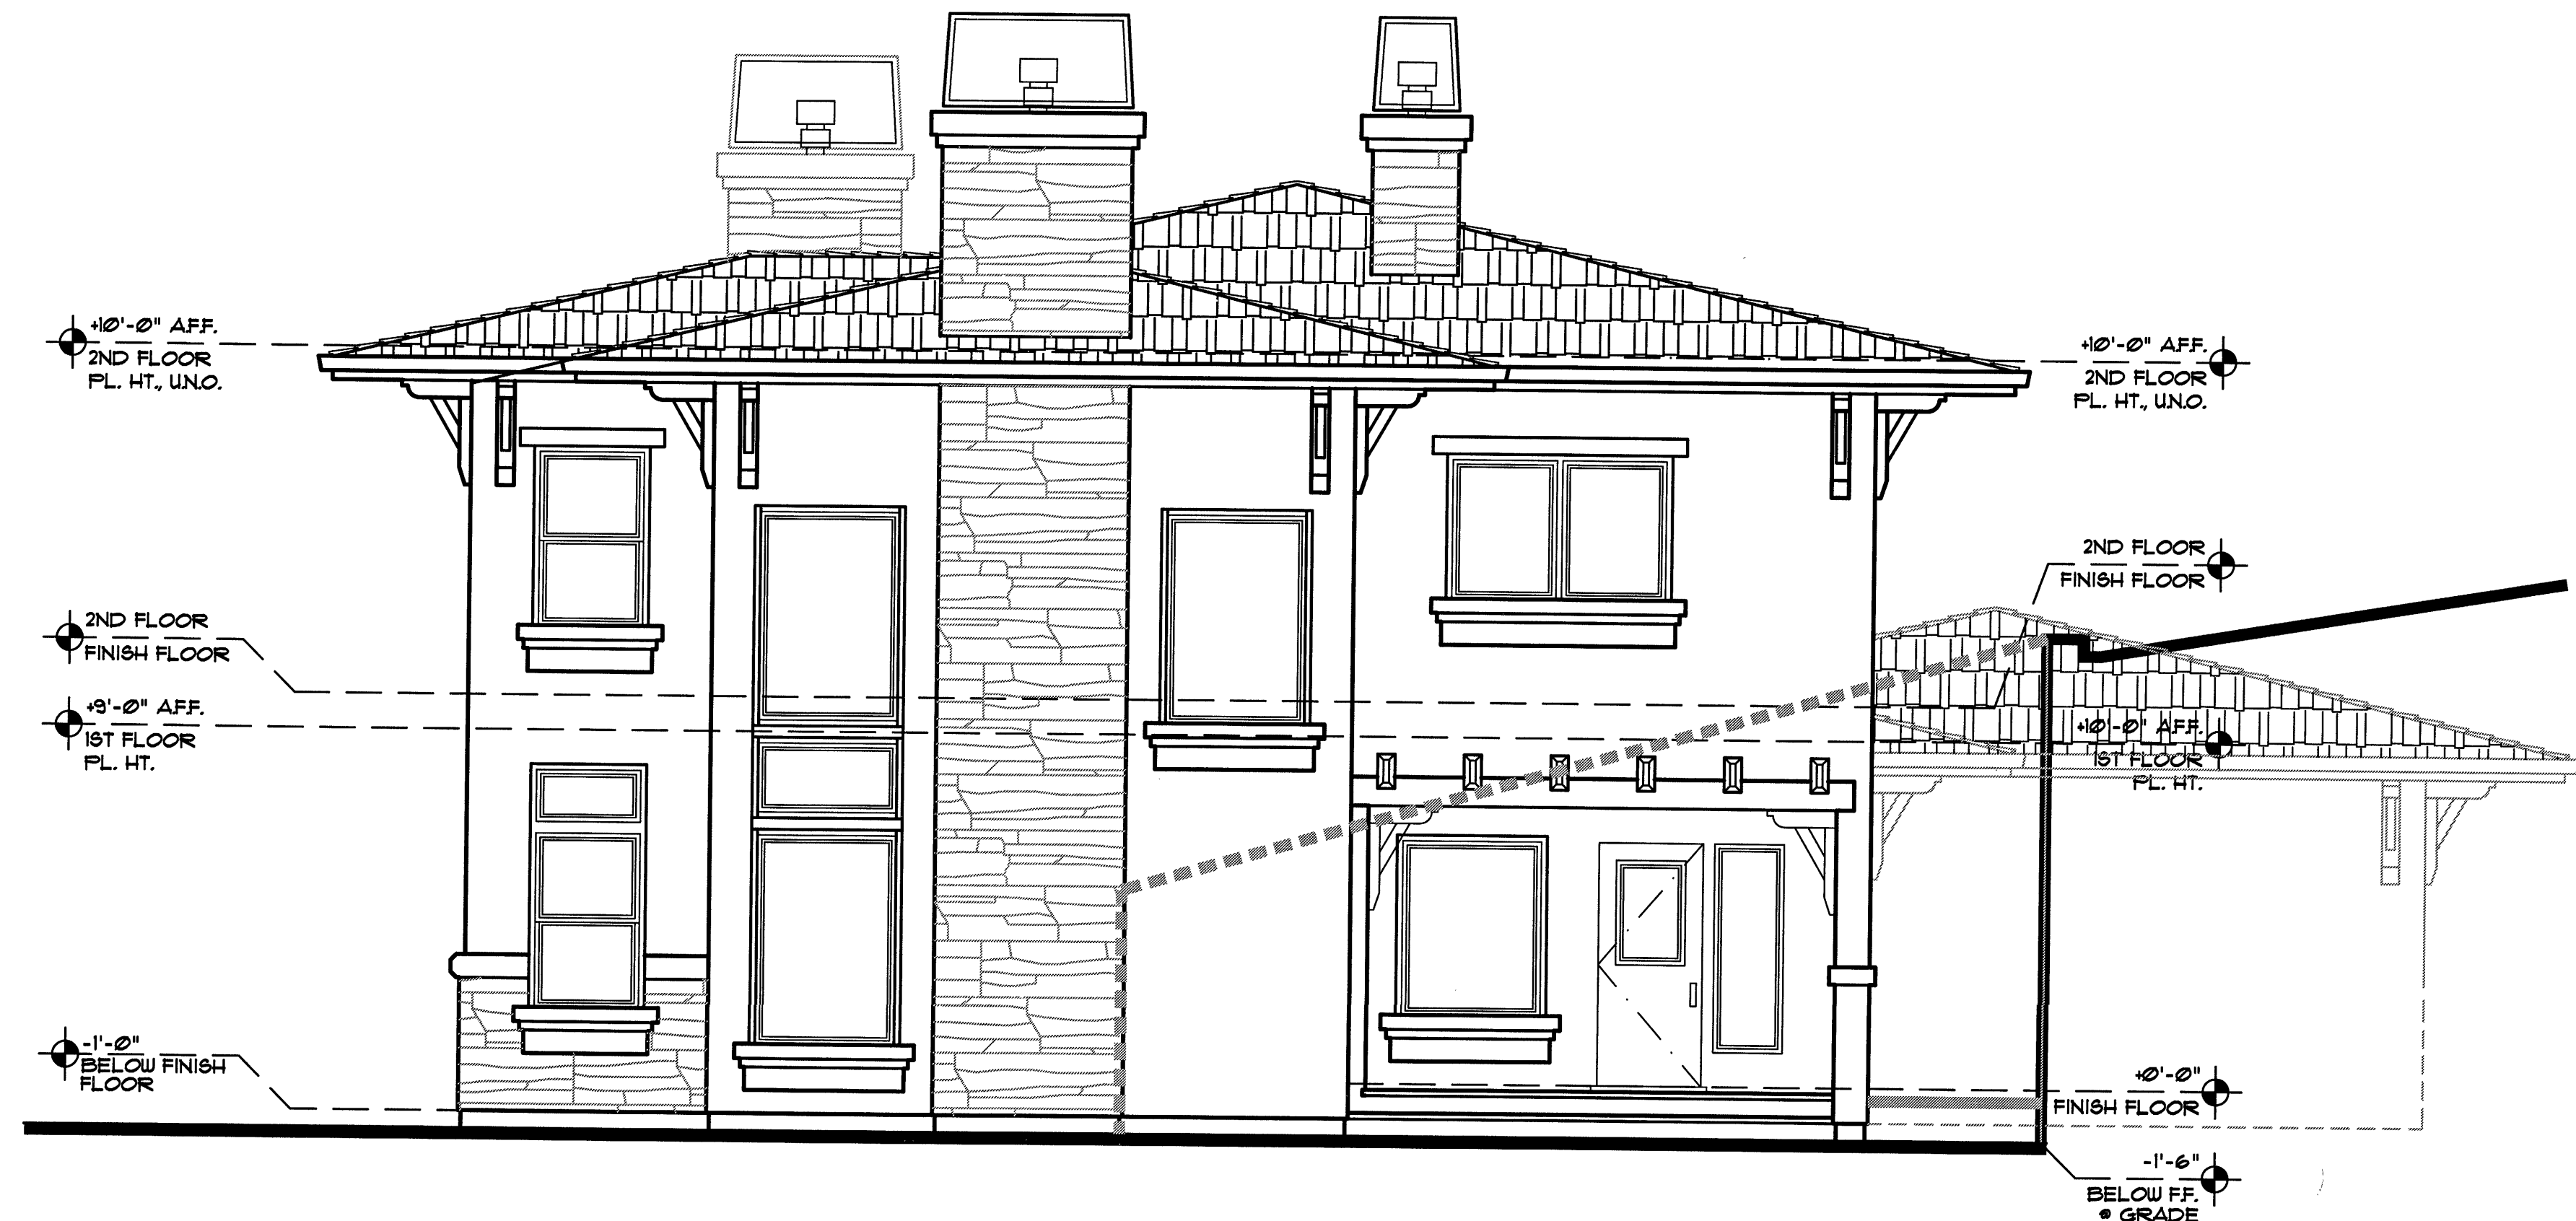 +10'-0" A.F.F.
2ND FLOOR
PL. HT., U.N.O.
2ND FLOOR
FINISH FLOOR
+9'-0" A.F.F.
1ST FLOOR
PL. HT.
-1'-0"
BELOW FINISH
FLOOR
+10'-0" A.F.F.
2ND FLOOR
PL. HT., U.N.O.
2ND FLOOR
FINISH FLOOR
+10'-0" A.F.F.
1ST FLOOR
PL. HT.
+0'-0"
FINISH FLOOR
-1'-6"
BELOW F.F.
@ GRADE